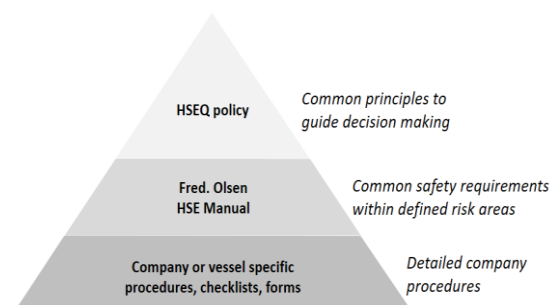 HSEQ policy
Common principles to
guide decision making
Fred. Olsen
HSE Manual
Common safety requirements
within defined risk areas
Company or vessel specific
procedures, checklists, forms
Detailed company
procedures